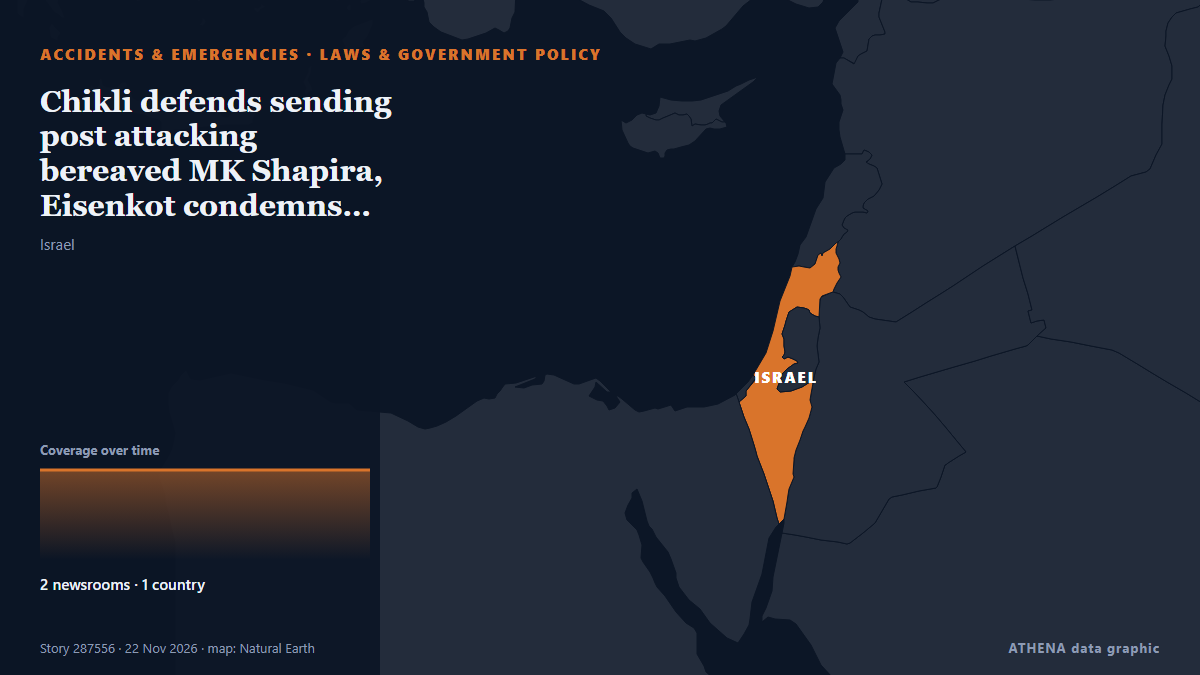 ACCIDENTS & EMERGENCIES · LAWS & GOVERNMENT POLICY
Chikli defends sending
post attacking
bereaved MK Shapira,
Eisenkot condemns...
Israel
ISRAEL
Coverage over time
2 newsrooms · 1 country
Story 287556 · 22 Nov 2026 · map: Natural Earth
ATHENA data graphic